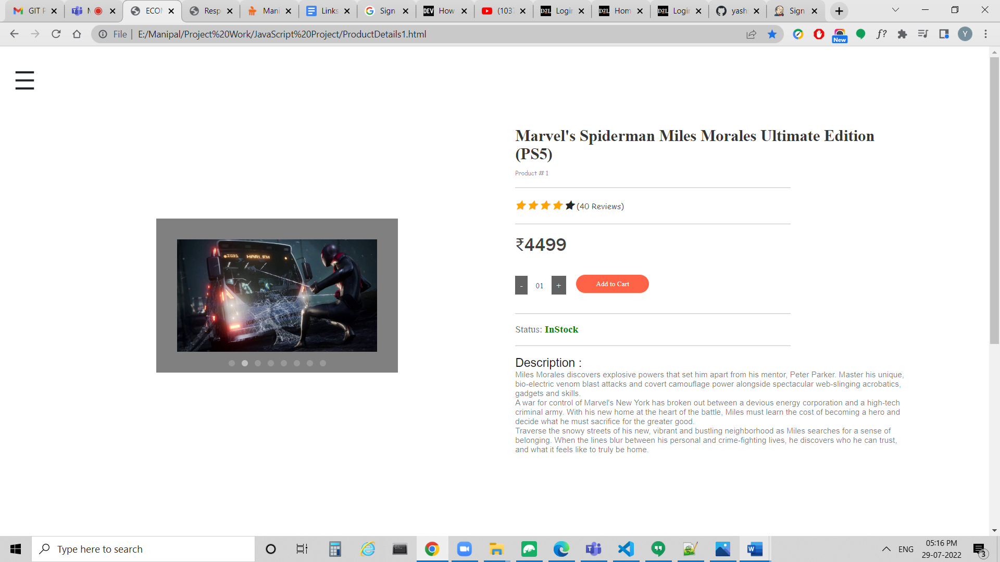 GIT F
M
ECOI
Resp
Mani
Links
Sign
DEV How
(103
D2L Login
D2L Hom
D2L Login
yash
Sign
File | E:/Manipal/Project%20Work/JavaScript%20Project/ProductDetails1.html
f?
New
Y
Marvel's Spiderman Miles Morales Ultimate Edition
(PS5)
Product # 1
(40 Reviews)
₹4499
- 01 + Add to Cart
HARLEM
Status: InStock
Description :
Miles Morales discovers explosive powers that set him apart from his mentor, Peter Parker. Master his unique,
bio-electric venom blast attacks and covert camouflage power alongside spectacular web-slinging acrobatics,
gadgets and skills.
A war for control of Marvel's New York has broken out between a devious energy corporation and a high-tech
criminal army. With his new home at the heart of the battle, Miles must learn the cost of becoming a hero and
decide what he must sacrifice for the greater good.
Traverse the snowy streets of his new, vibrant and bustling neighborhood as Miles searches for a sense of
belonging. When the lines blur between his personal and crime-fighting lives, he discovers who he can trust,
and what it feels like to truly be home.
Type here to search
ENG
05:16 PM
29-07-2022
3